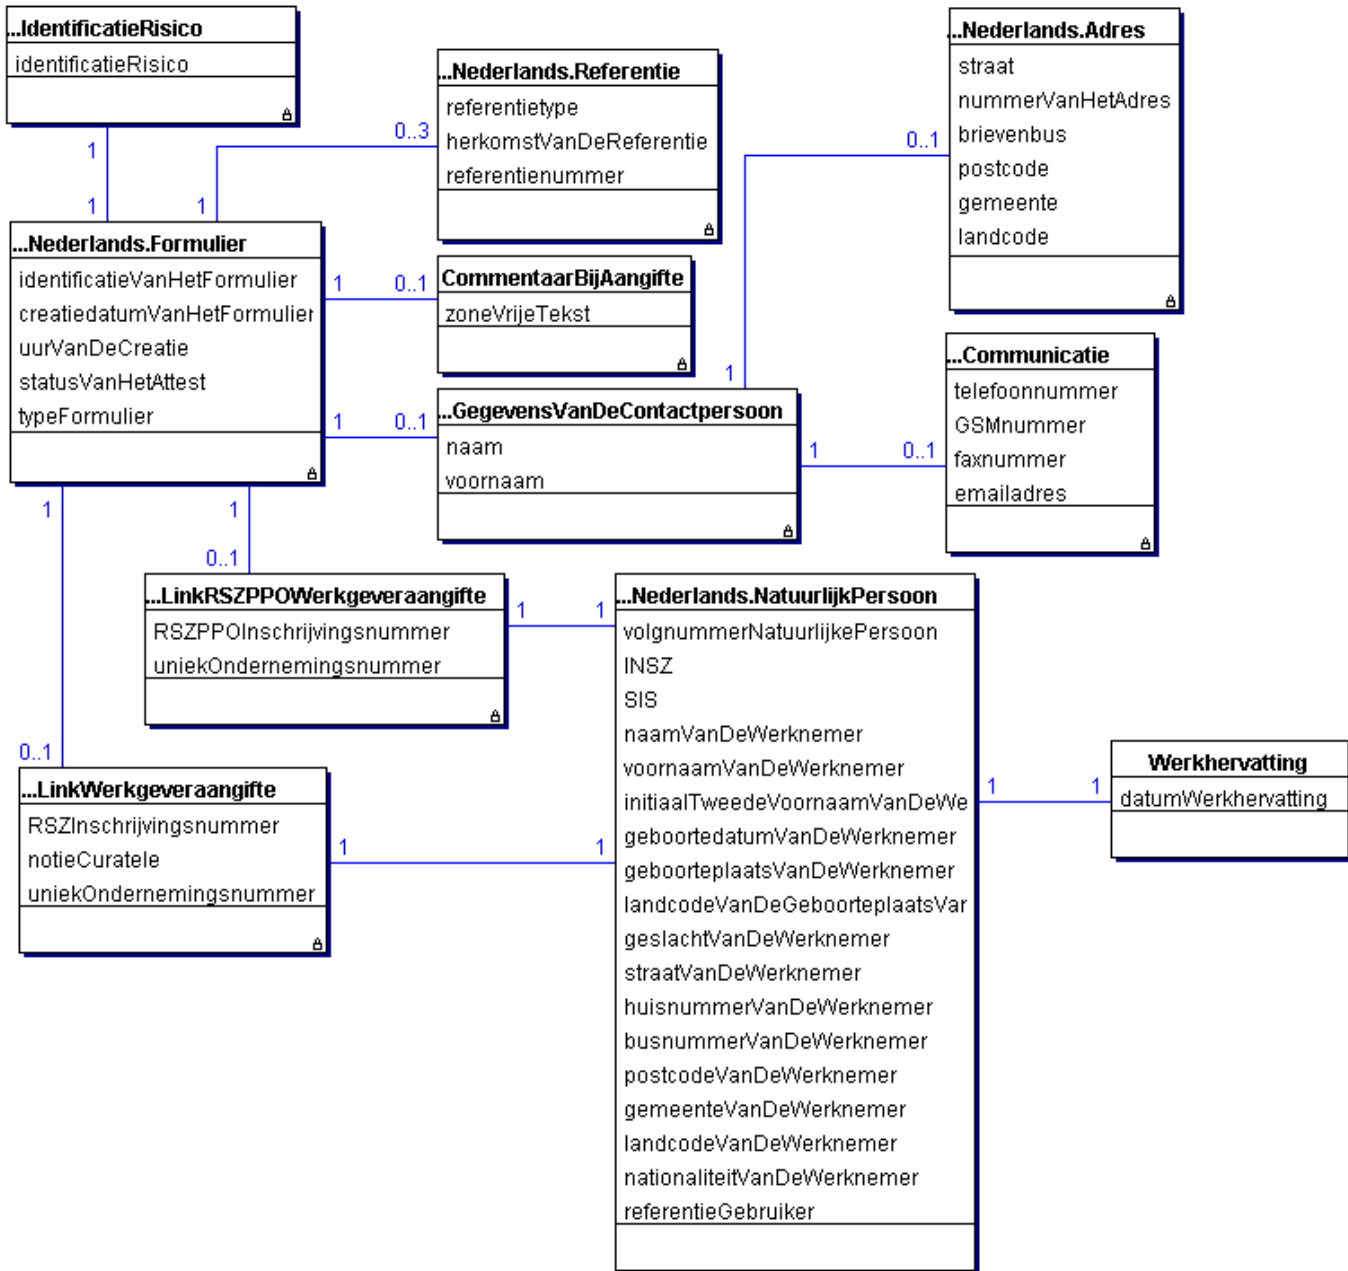 ...IdentificatieRisico
identificatieRisico
1
1
...Nederlands.Referentie
referentietype
herkomstVanDeReferentie
referentienummer
0..3
1
...Nederlands.Adres
straat
nummerVanHetAdres
brievenbus
postcode
gemeente
landcode
0..1
1
...Nederlands.Formulier
identificatieVanHetFormulier
creatiedatumVanHetFormulier
uurVanDeCreatie
statusVanHetAttest
typeFormulier
1
0..1
CommentaarBijAangifte
zoneVrijeTekst
1
0..1
...GegevensVanDeContactpersoon
naam
voornaam
1
0..1
...Communicatie
telefoonnummer
GSMnummer
faxnummer
emailadres
1
0..1
1
0..1
...LinkRSZPPOWerkgeveraangifte
RSZPPOInschrijvingsnummer
uniekOndernemingsnummer
1
1
...LinkWerkgeveraangifte
RSZInschrijvingsnummer
notieCuratele
uniekOndernemingsnummer
1
1
...Nederlands.NatuurlijkPersoon
volgnummerNatuurlijkePersoon
INSZ
SIS
naamVanDeWerknemer
voornaamVanDeWerknemer
initiaalTweedeVoornaamVanDeWe
geboortedatumVanDeWerknemer
geboorteplaatsVanDeWerknemer
landcodeVanDeGeboorteplaatsVar
geslachtVanDeWerknemer
straatVanDeWerknemer
huisnummerVanDeWerknemer
busnummerVanDeWerknemer
postcodeVanDeWerknemer
gemeenteVanDeWerknemer
landcodeVanDeWerknemer
nationaliteitVanDeWerknemer
referentieGebruiker
1
1
Werkhervatting
datumWerkhervatting